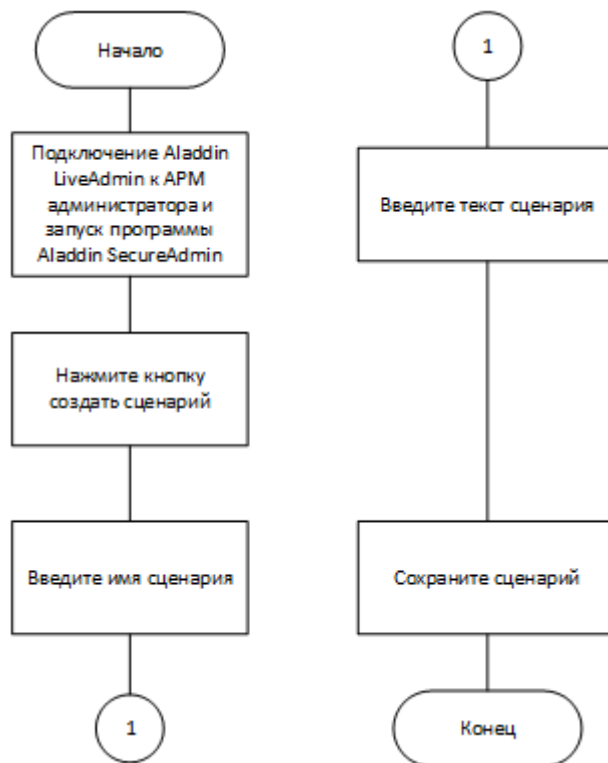 Начало
Подключение Aladdin
LiveAdmin к АРМ
администратора и
запуск программы
Aladdin SecureAdmin
Нажмите кнопку
создать сценарий
Введите имя сценария
1
1
Введите текст сценария
Сохраните сценарий
Конец